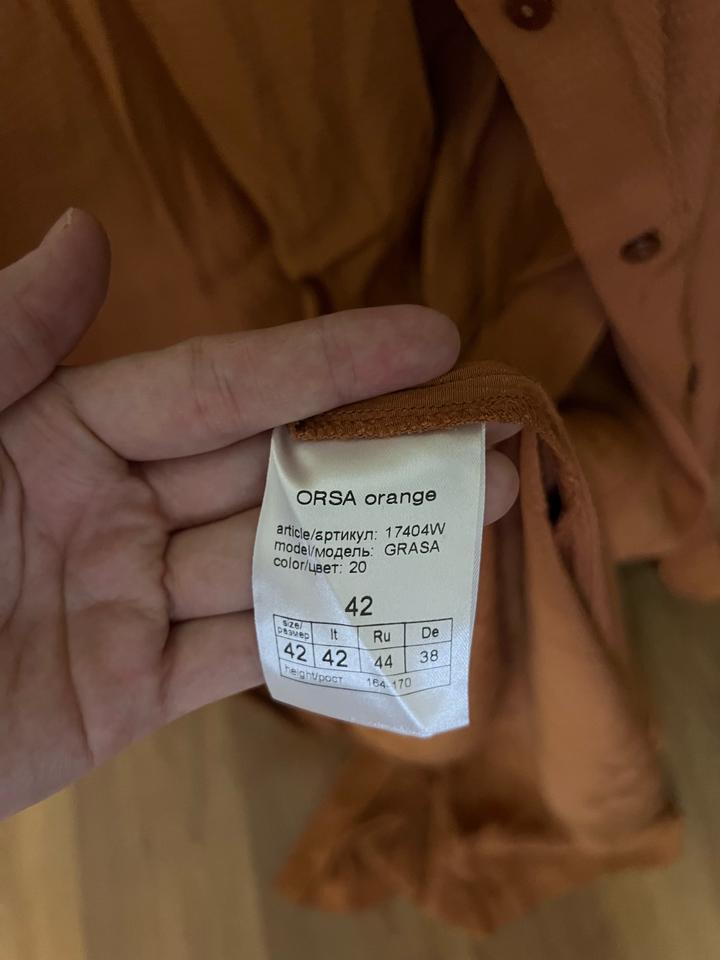 ORSA orange
article/артикул: 17404W
model/модель: GRASA
color/цвет: 20
42
size/размер It Ru De
42 42 44 38
height/рост 164-170